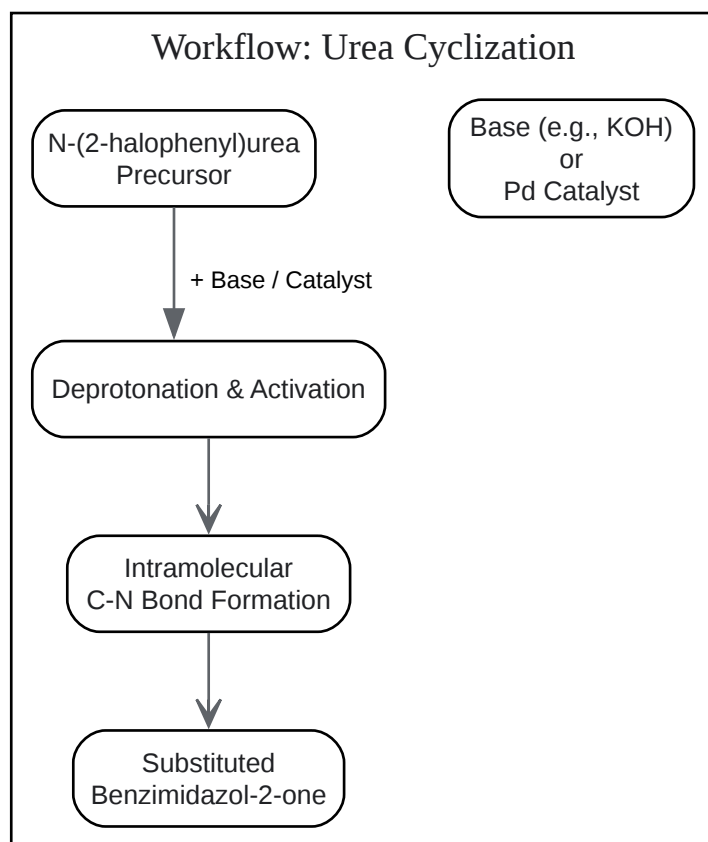 Workflow: Urea Cyclization
N-(2-halophenyl)urea
Precursor
Base (e.g., KOH)
or
Pd Catalyst
+ Base / Catalyst
Deprotonation & Activation
Intramolecular
C-N Bond Formation
Substituted
Benzimidazol-2-one